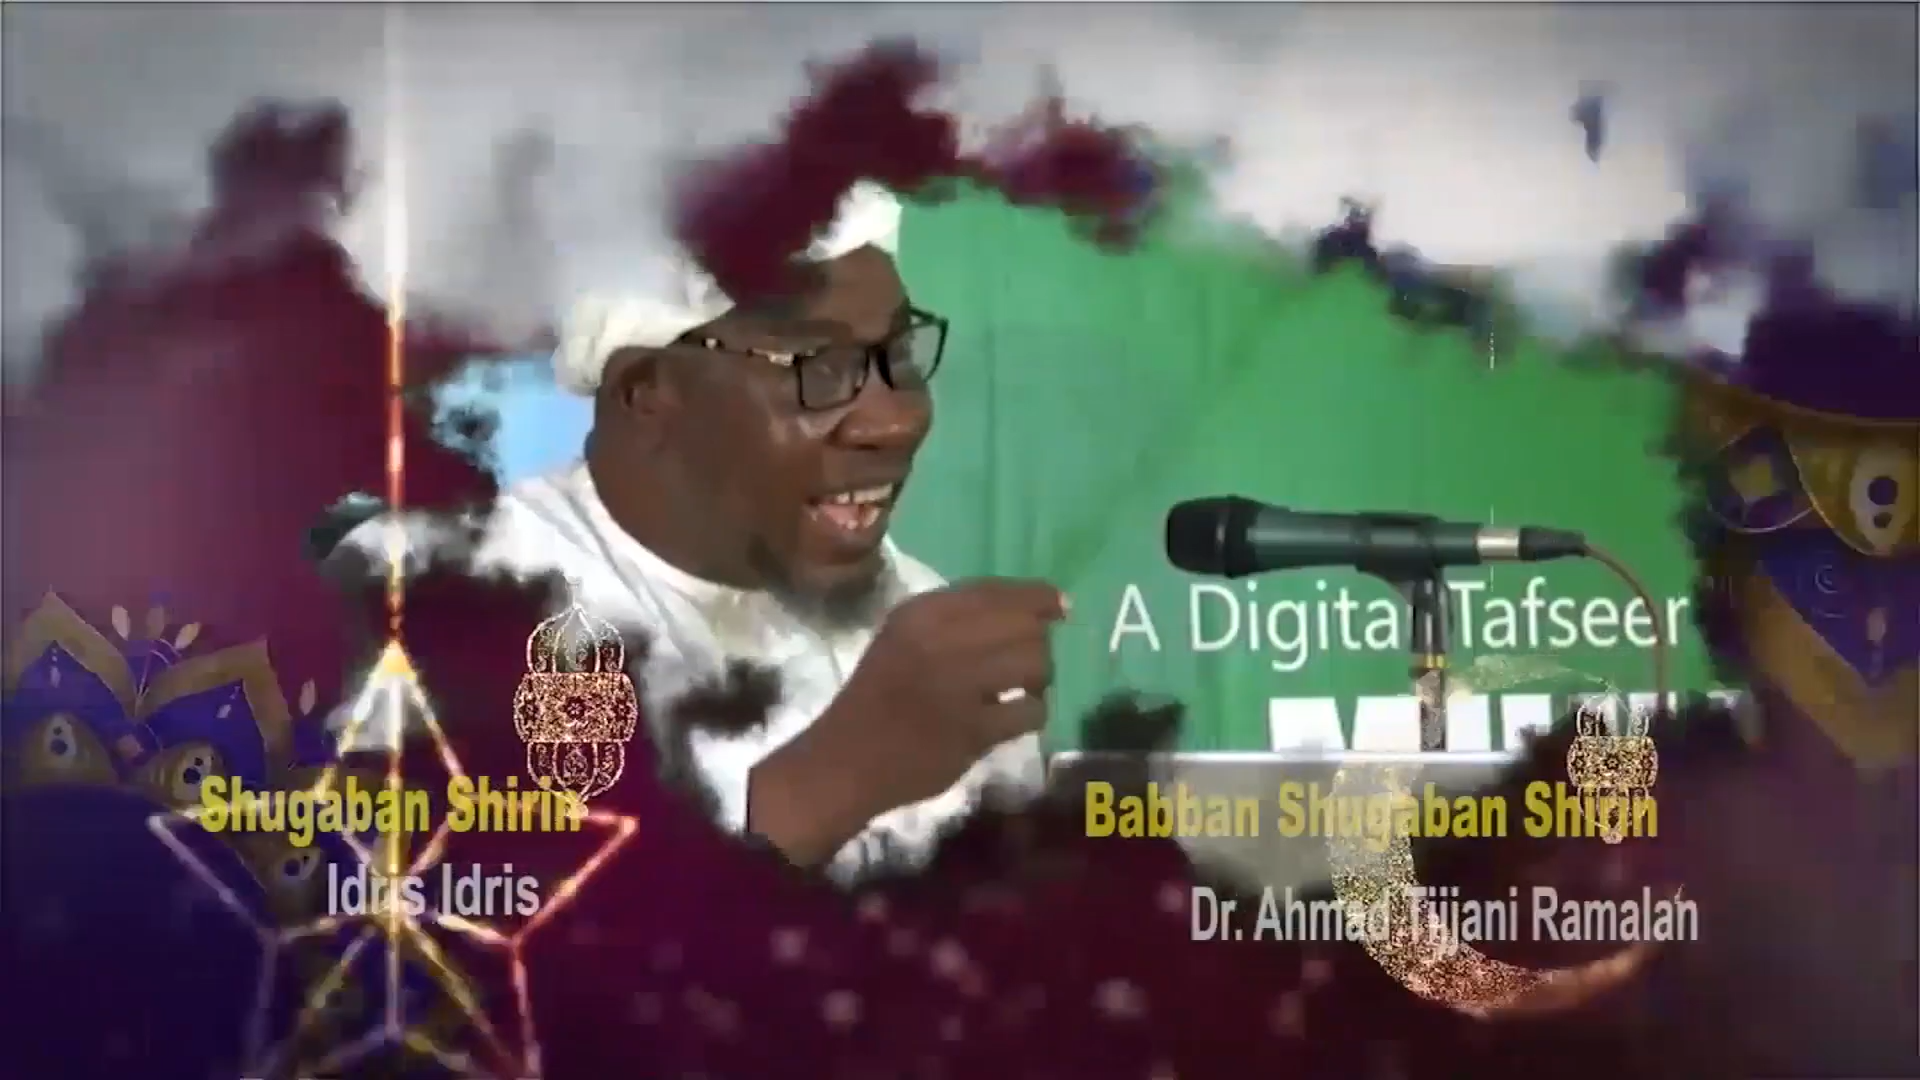 A Digital Tafseer
Shugaban Shirin
Idris Idris
Babban Shugaban Shirin
Dr. Ahmad Tijjani Ramalan